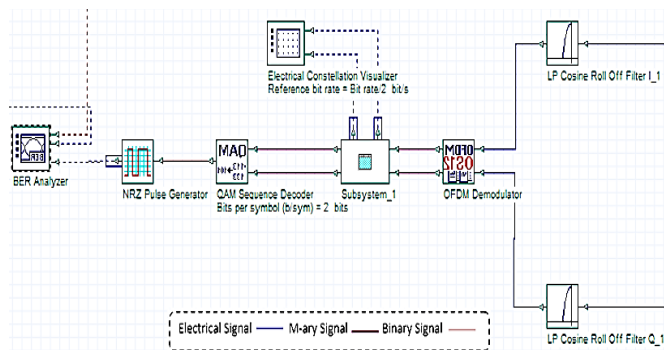 LP Cosine Roll Off Filter I_1
Electrical Constellation Visualizer
Reference bit rate = Bit rate/2 bit/s
BER Analyzer
NRZ Pulse Generator
QAM Sequence Decoder
Bits per symbol (b/sym) = 2 bits
Subsystem_1
OFDM Demodulator
Electrical Signal
M-ary Signal
Binary Signal
LP Cosine Roll Off Filter Q_1